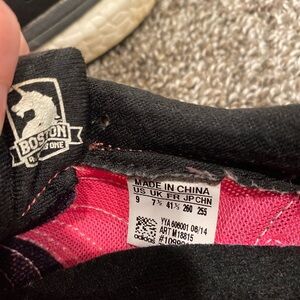 BOSTON
MADE IN CHINA
US UK FR JP CHN
9 7½ 41⅓ 260 255
YYA 606001 08/14
ART M18815
adidas